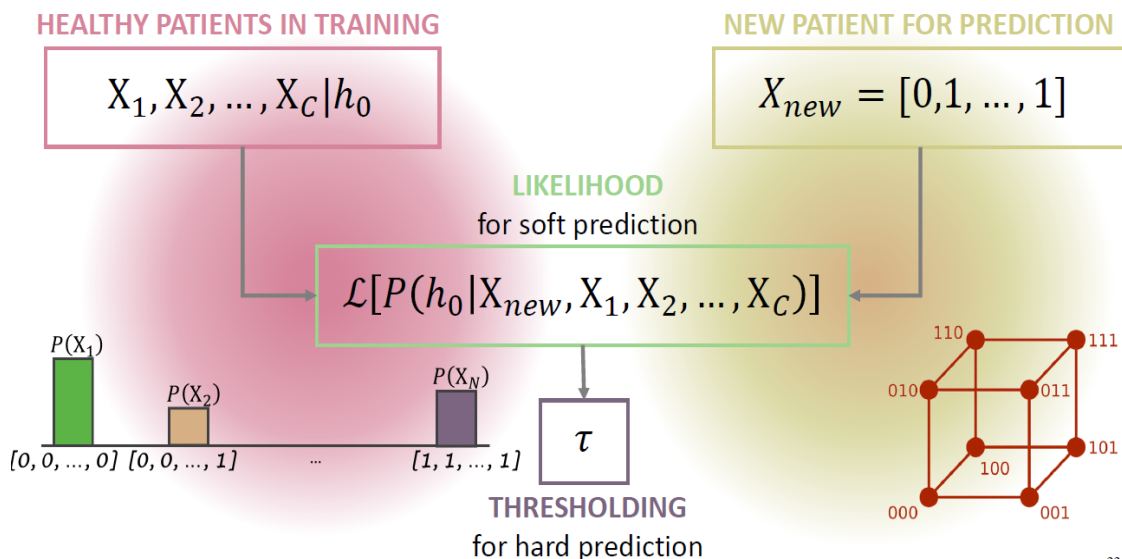 HEALTHY PATIENTS IN TRAINING
X₁, X₂, …, X_C|h₀
NEW PATIENT FOR PREDICTION
X_new = [0,1, …, 1]
LIKELIHOOD
for soft prediction
ℒ[P(h₀|X_new, X₁, X₂, …, X_C)]
P(X₁)
P(X₂)
P(X_N)
[0, 0, …, 0]
[0, 0, …, 1]
...
[1, 1, …, 1]
τ
THRESHOLDING
for hard prediction
110
111
010
011
100
101
000
001